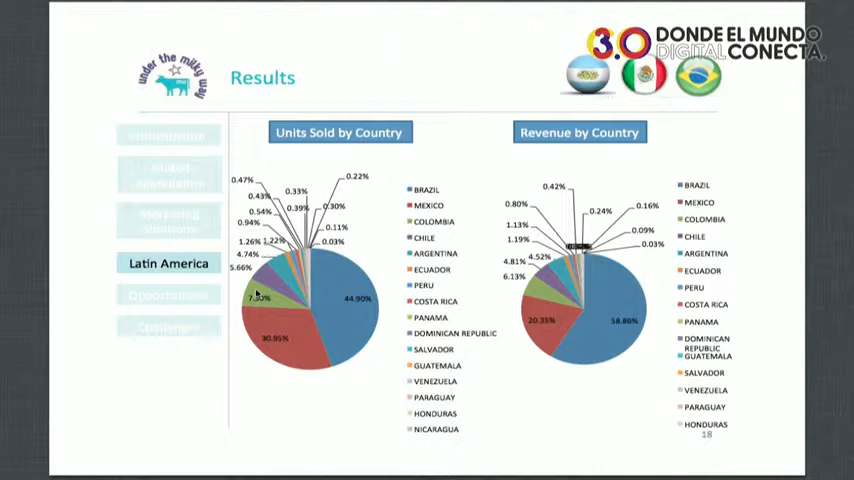 3.0 DONDE EL MUNDO
DIGITAL CONECTA.
under the milky way
Results
Units Sold by Country
Revenue by Country
Latin America
0.47%
0.43%
0.54%
0.94%
1.26%
1.22%
4.74%
5.66%
0.33%
0.39%
0.22%
0.30%
0.11%
0.03%
44.90%
30.95%
BRAZIL
MEXICO
COLOMBIA
CHILE
ARGENTINA
ECUADOR
PERU
COSTA RICA
PANAMA
DOMINICAN REPUBLIC
SALVADOR
GUATEMALA
VENEZUELA
PARAGUAY
HONDURAS
NICARAGUA
0.42%
0.80%
1.13%
1.19%
4.81%
4.52%
6.13%
0.24%
0.16%
0.09%
0.03%
58.86%
20.35%
BRAZIL
MEXICO
COLOMBIA
CHILE
ARGENTINA
ECUADOR
PERU
COSTA RICA
PANAMA
DOMINICAN
REPUBLIC
GUATEMALA
SALVADOR
VENEZUELA
PARAGUAY
HONDURAS
18